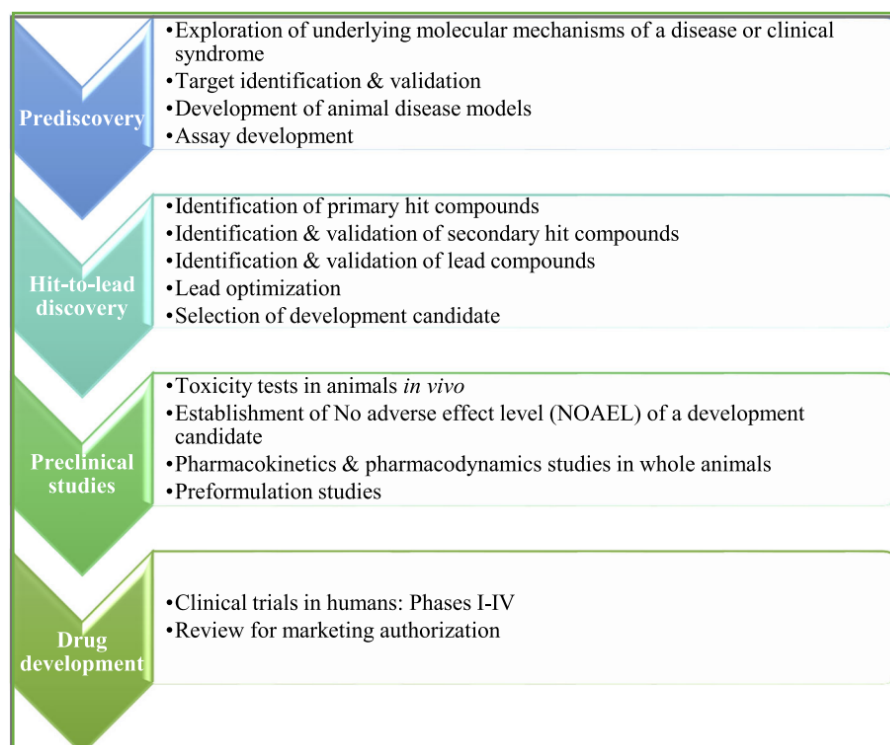 Prediscovery
•Exploration of underlying molecular mechanisms of a disease or clinical
syndrome
•Target identification & validation
•Development of animal disease models
•Assay development
Hit-to-lead
discovery
•Identification of primary hit compounds
•Identification & validation of secondary hit compounds
•Identification & validation of lead compounds
•Lead optimization
•Selection of development candidate
Preclinical
studies
•Toxicity tests in animals in vivo
•Establishment of No adverse effect level (NOAEL) of a development
candidate
•Pharmacokinetics & pharmacodynamics studies in whole animals
•Preformulation studies
Drug
development
•Clinical trials in humans: Phases I-IV
•Review for marketing authorization